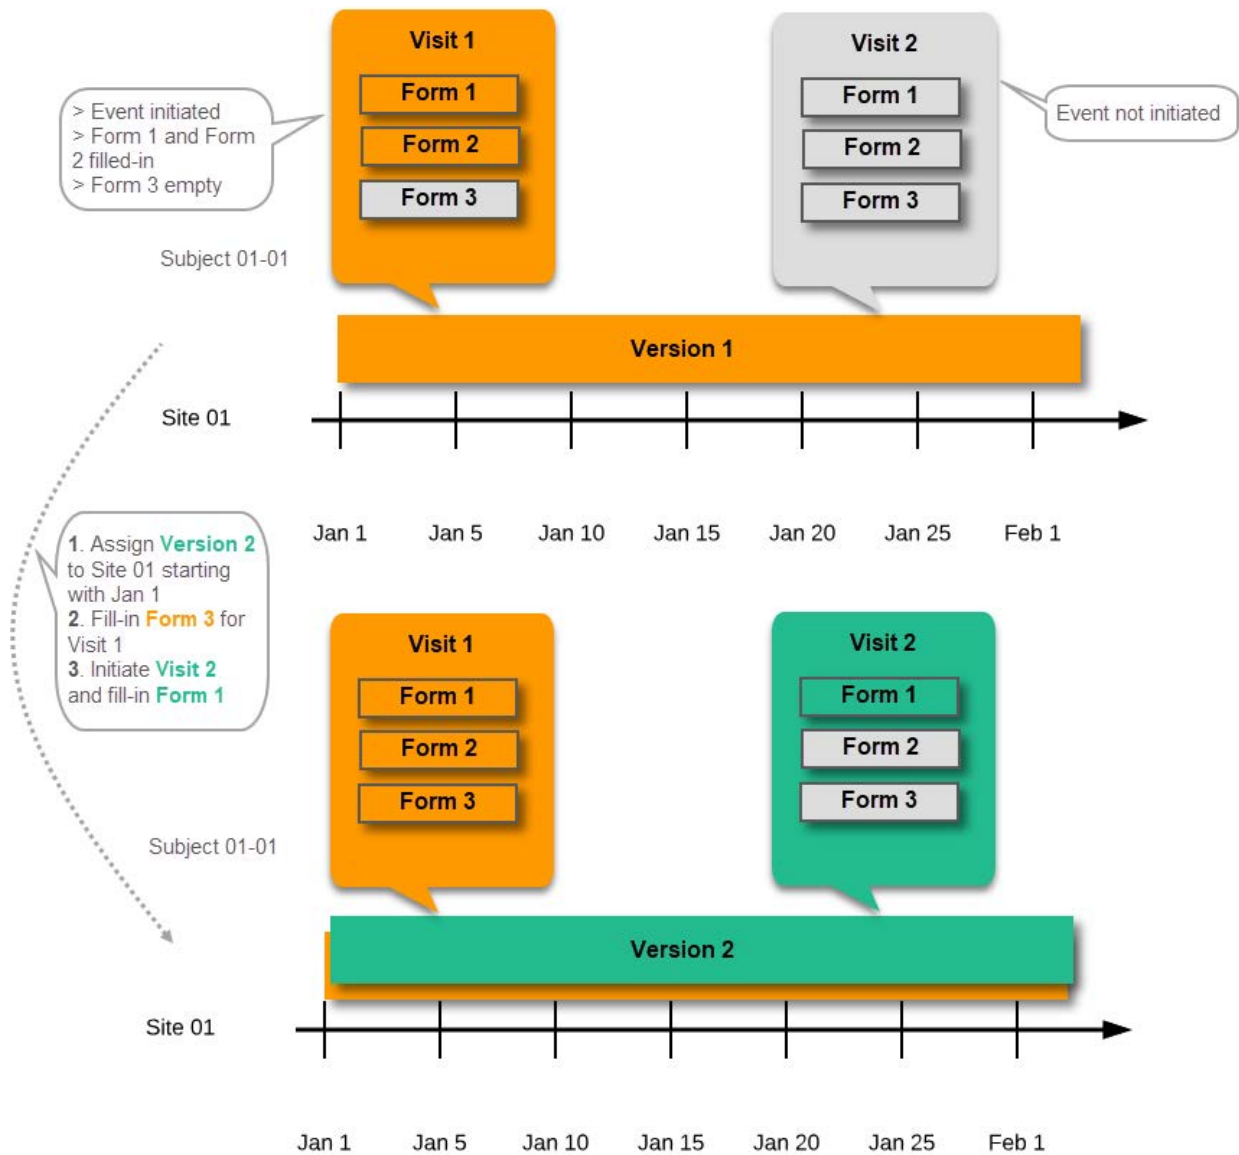 Visit 1
Form 1
Form 2
Form 3
> Event initiated
> Form 1 and Form
2 filled-in
> Form 3 empty
Visit 2
Form 1
Form 2
Form 3
Event not initiated
Subject 01-01
Version 1
Site 01
Jan 1
Jan 5
Jan 10
Jan 15
Jan 20
Jan 25
Feb 1
1. Assign Version 2
to Site 01 starting
with Jan 1
2. Fill-in Form 3 for
Visit 1
3. Initiate Visit 2
and fill-in Form 1
Visit 1
Form 1
Form 2
Form 3
Visit 2
Form 1
Form 2
Form 3
Subject 01-01
Version 2
Site 01
Jan 1
Jan 5
Jan 10
Jan 15
Jan 20
Jan 25
Feb 1